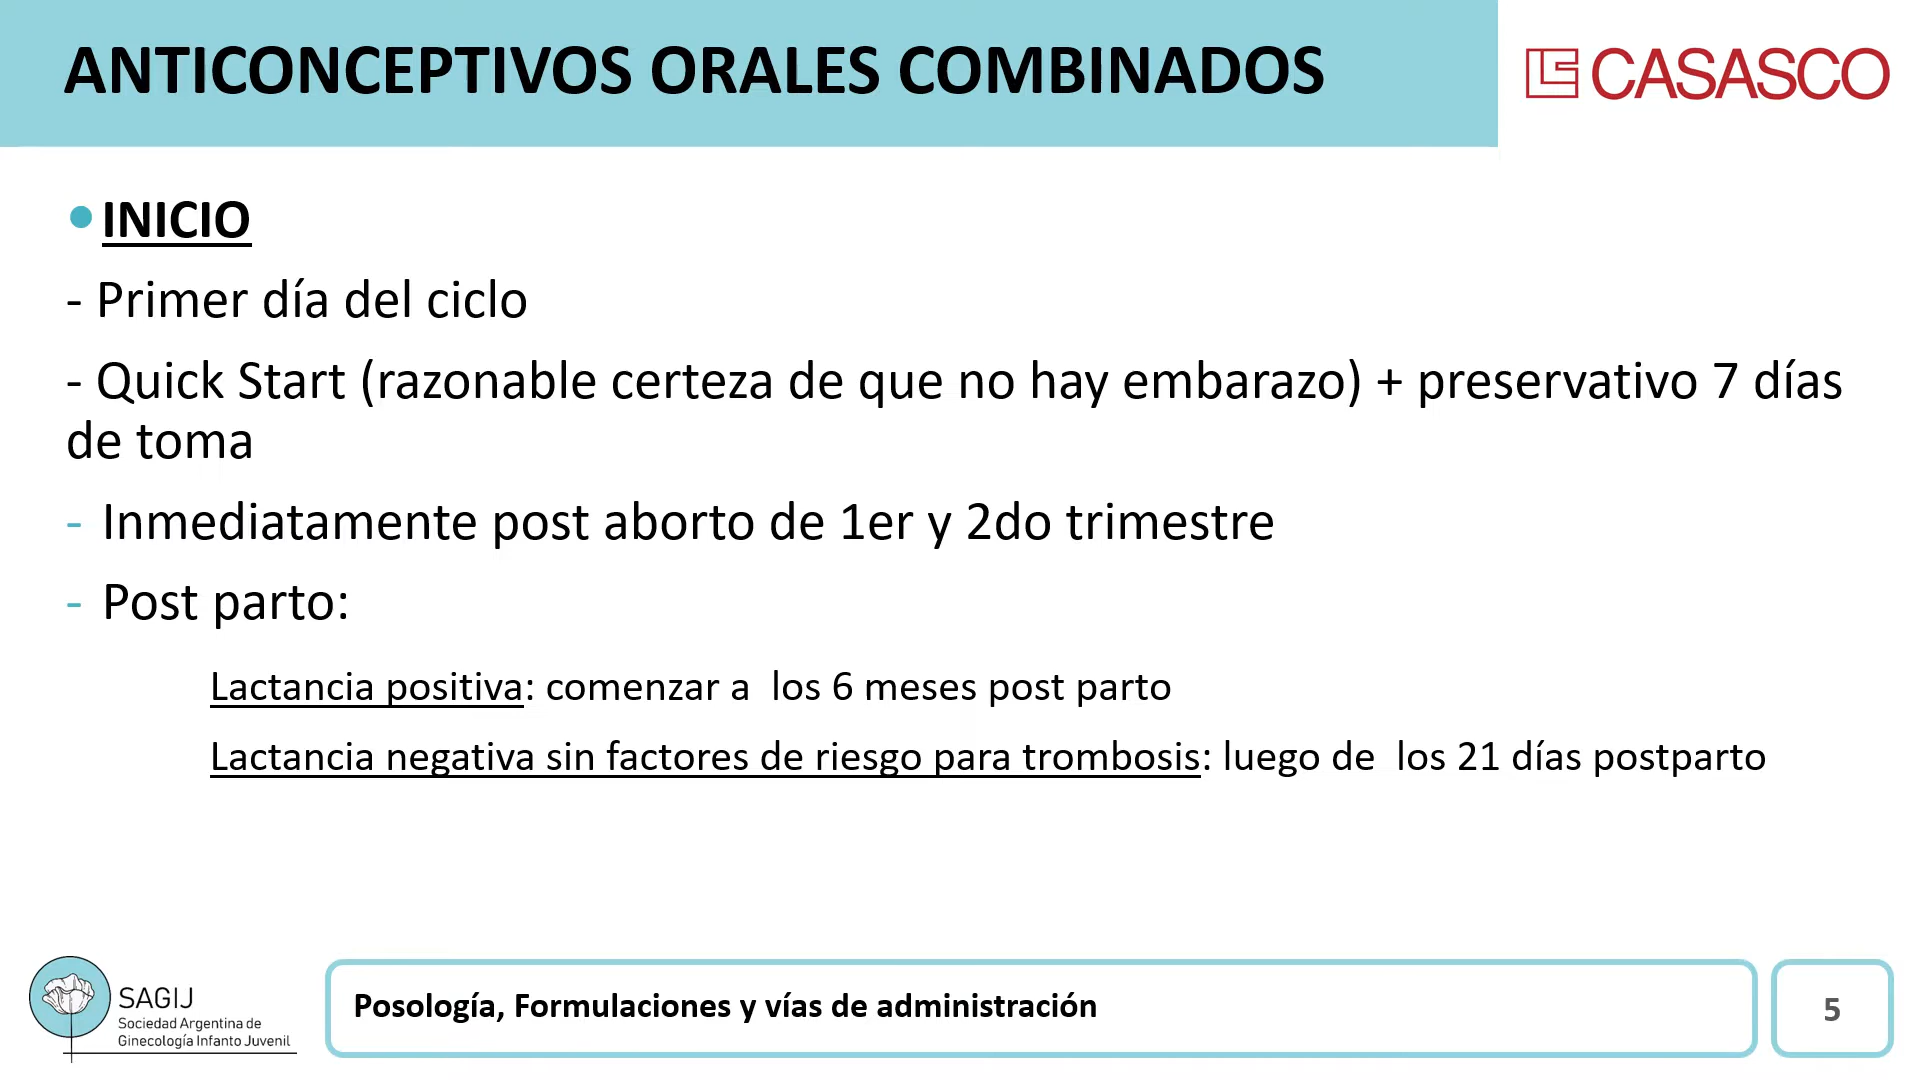 ANTICONCEPTIVOS ORALES COMBINADOS
CASASCO
INICIO
- Primer día del ciclo
- Quick Start (razonable certeza de que no hay embarazo) + preservativo 7 días
de toma
- Inmediatamente post aborto de 1er y 2do trimestre
- Post parto:
Lactancia positiva: comenzar a los 6 meses post parto
Lactancia negativa sin factores de riesgo para trombosis: luego de los 21 días postparto
SAGIJ
Sociedad Argentina de
Ginecología Infanto Juvenil
Posología, Formulaciones y vías de administración
5